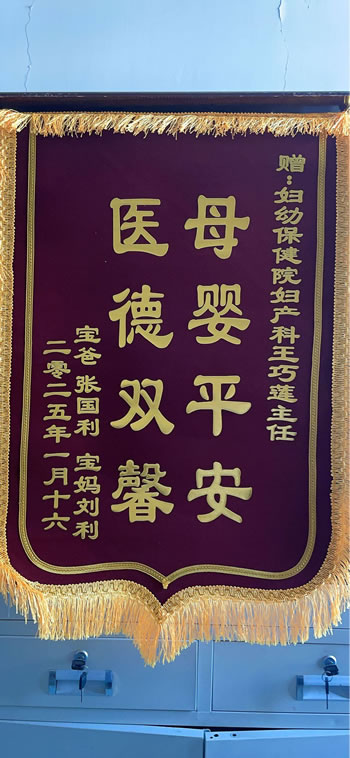 赠：妇幼保健院妇产科王巧莲主任
母婴平安
医德双馨
宝爸 张国利 宝妈刘利
二零二五年一月十六